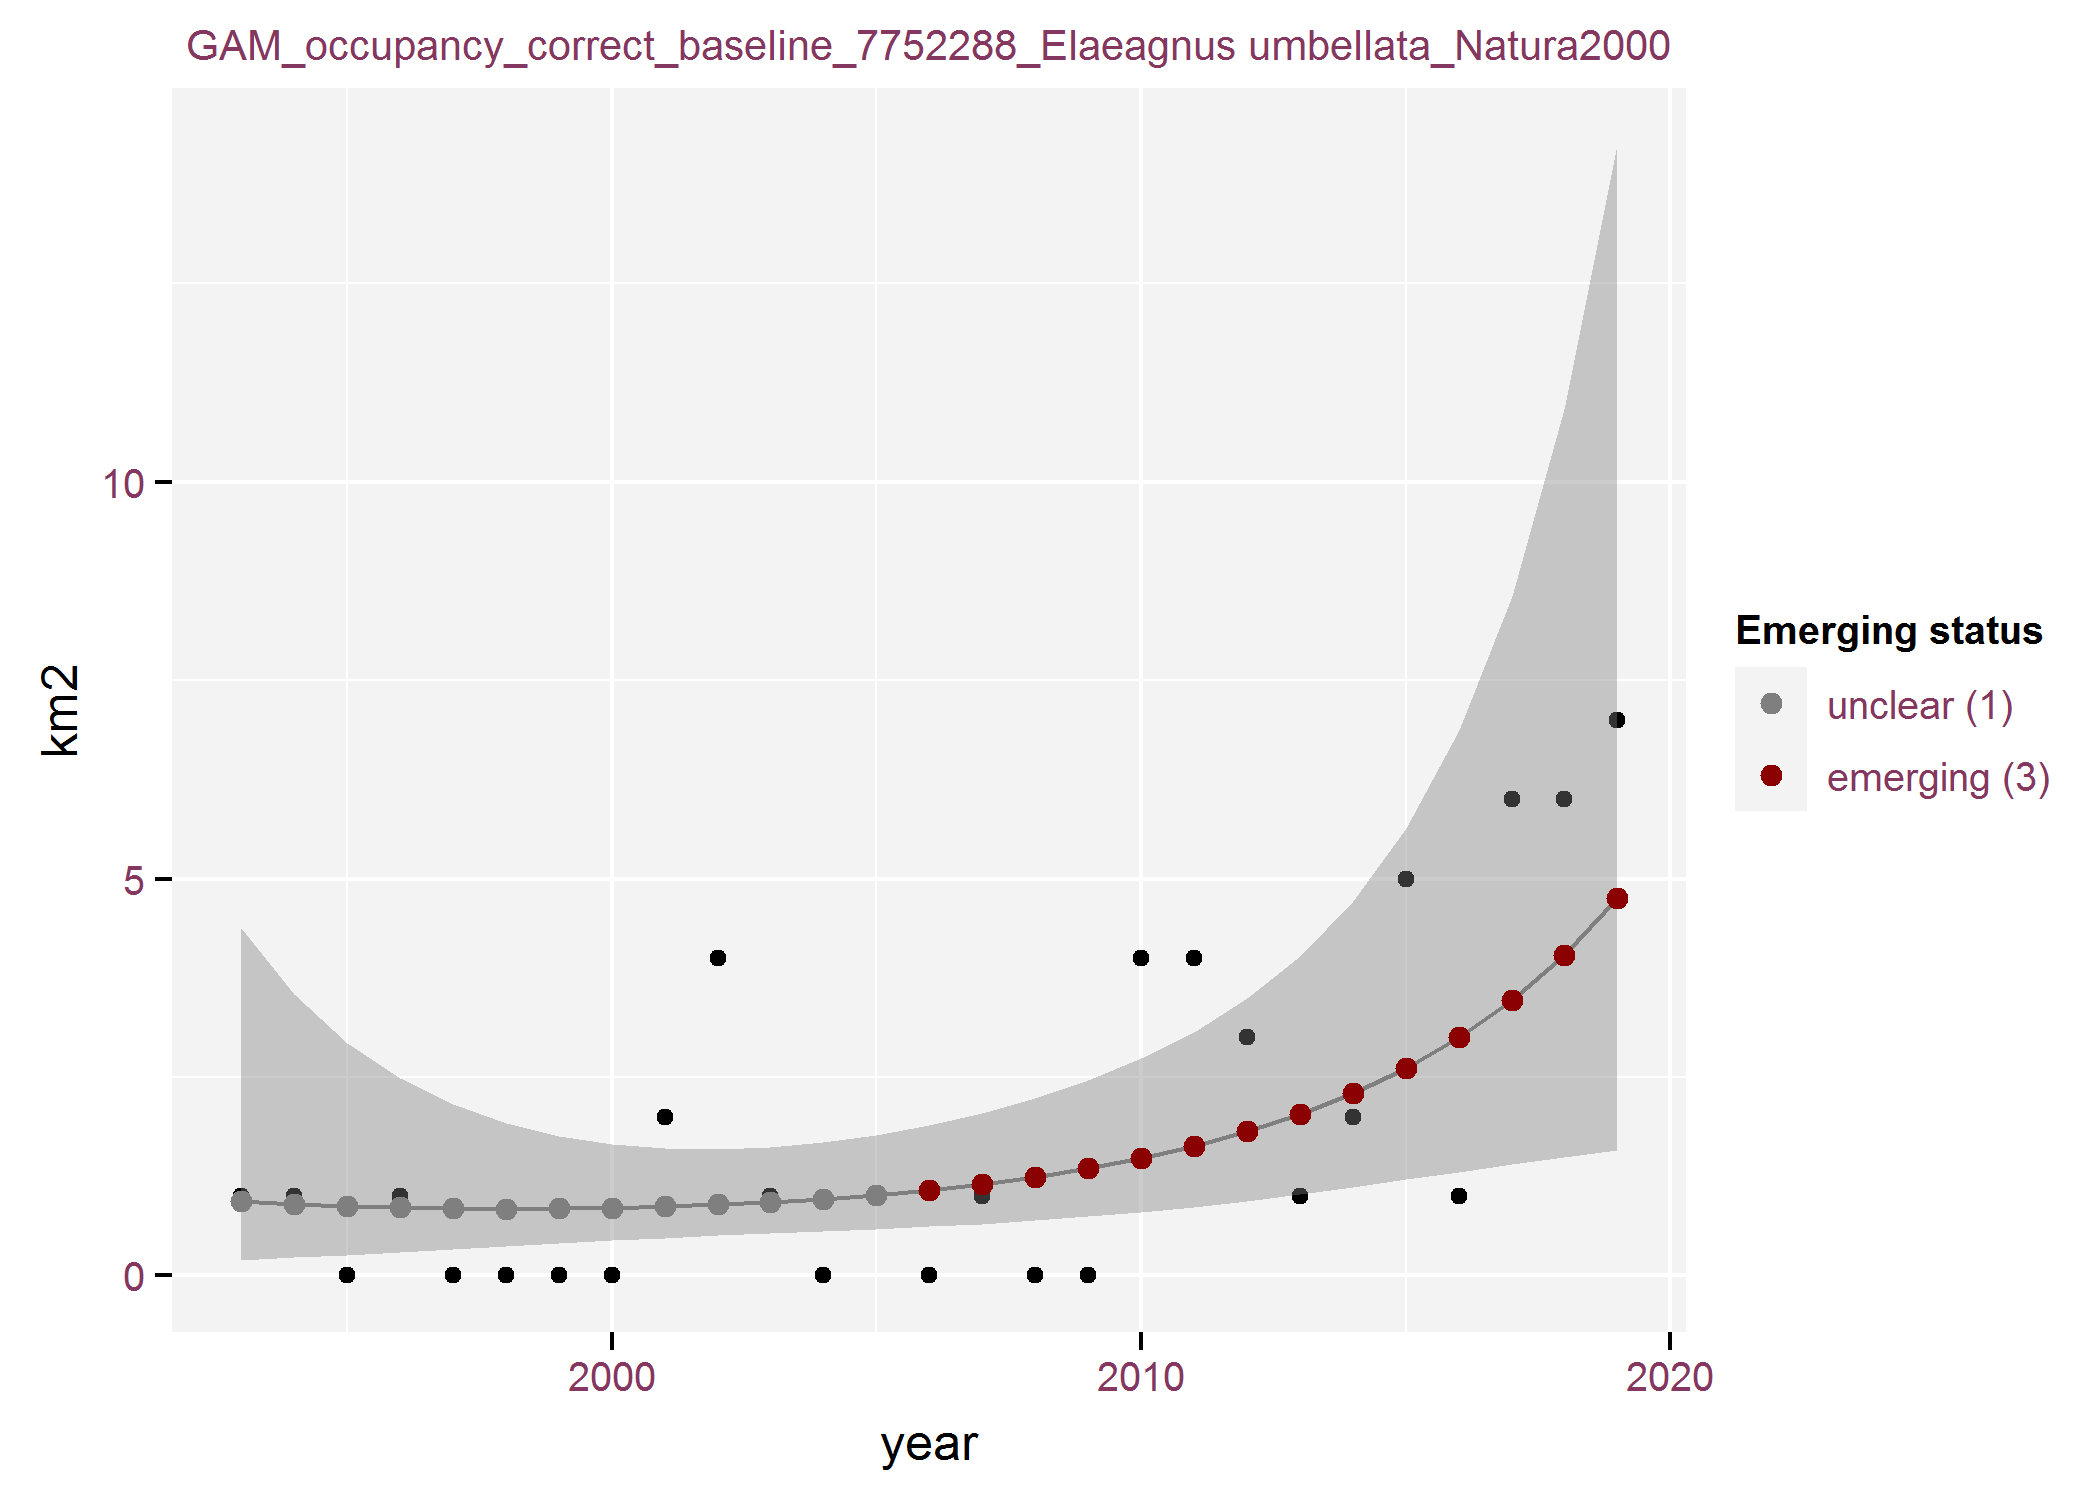 GAM_occupancy_correct_baseline_7752288_Elaeagnus umbellata_Natura2000
10
5
0
km2
2000
2010
2020
year
Emerging status
unclear (1)
emerging (3)